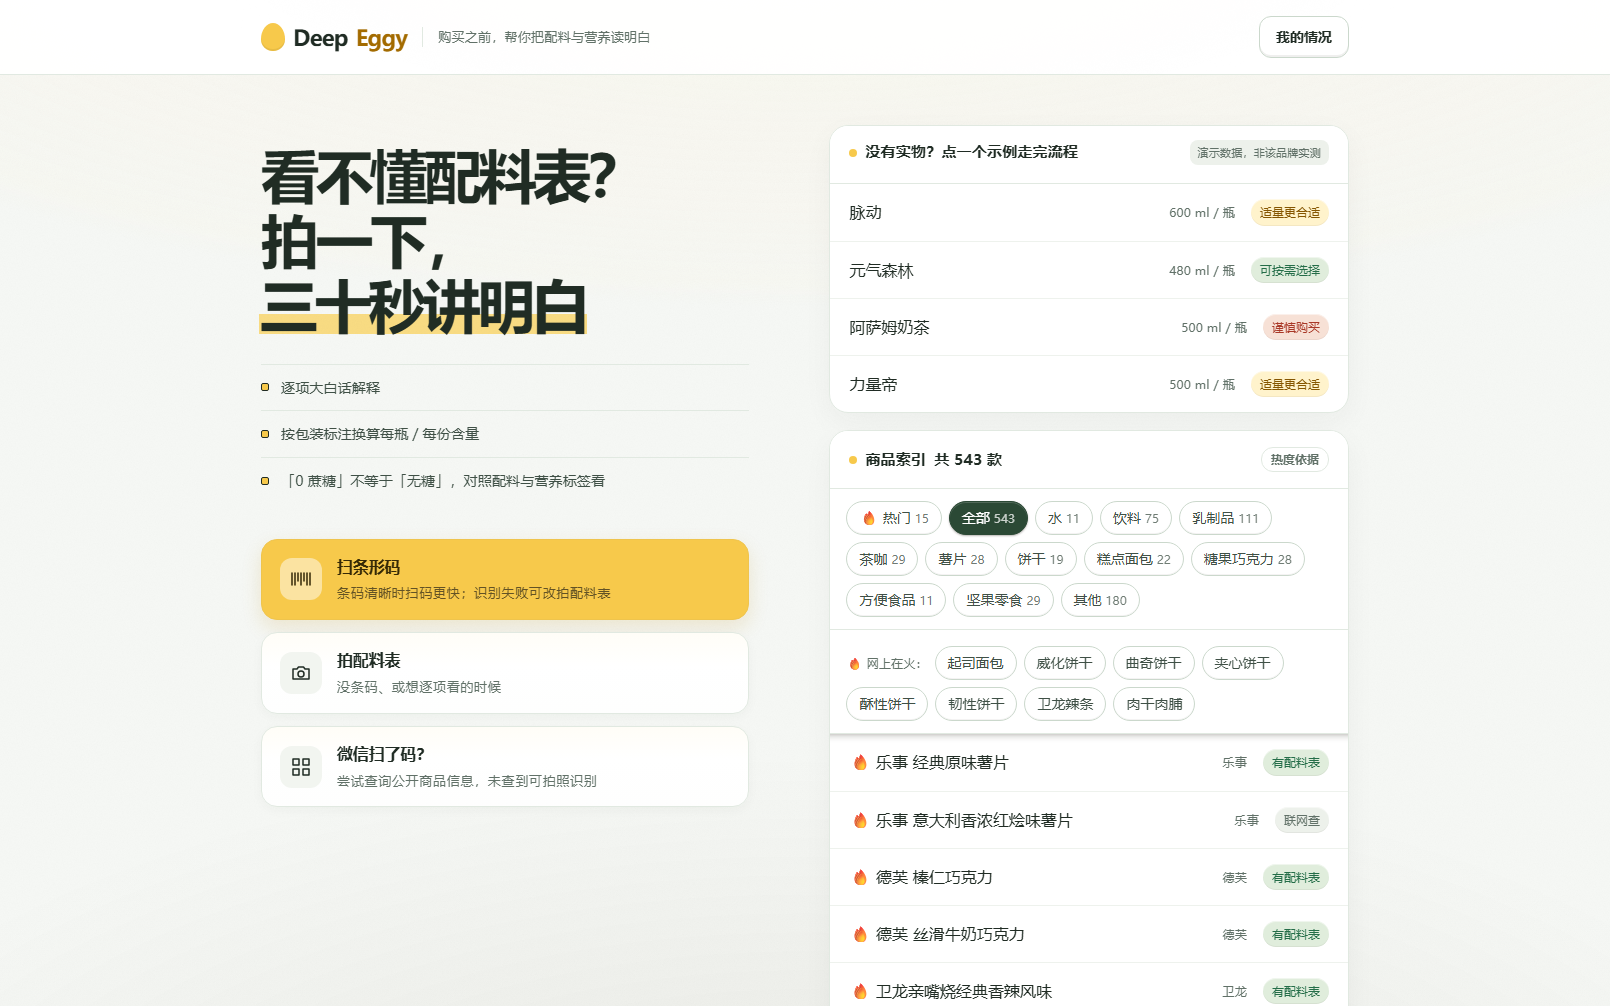 Deep Eggy
购买之前，帮你把配料与营养读明白
我的情况
看不懂配料表？
拍一下，
三十秒讲明白
逐项大白话解释
按包装标注换算每瓶 / 每份含量
「0 蔗糖」不等于「无糖」，对照配料与营养标签看
扫条形码
条码清晰时扫码更快；识别失败可改拍配料表
拍配料表
没条码、或想逐项看的时候
微信扫了码？
尝试查询公开商品信息，未查到可拍照识别
没有实物？点一个示例走完流程
演示数据，非该品牌实测
脉动 600 ml / 瓶 适量更合适
元气森林 480 ml / 瓶 可按需选择
阿萨姆奶茶 500 ml / 瓶 谨慎购买
力量帝 500 ml / 瓶 适量更合适
商品索引 共 543 款 热度依据
热门 15 全部 543 水 11 饮料 75 乳制品 111
茶咖 29 薯片 28 饼干 19 糕点面包 22 糖果巧克力 28
方便食品 11 坚果零食 29 其他 180
网上在火： 起司面包 威化饼干 曲奇饼干 夹心饼干
酥性饼干 韧性饼干 卫龙辣条 肉干肉脯
乐事 经典原味薯片 乐事 有配料表
乐事 意大利香浓红烩味薯片 乐事 联网查
德芙 榛仁巧克力 德芙 有配料表
德芙 丝滑牛奶巧克力 德芙 有配料表
卫龙亲嘴烧经典香辣风味 卫龙 有配料表